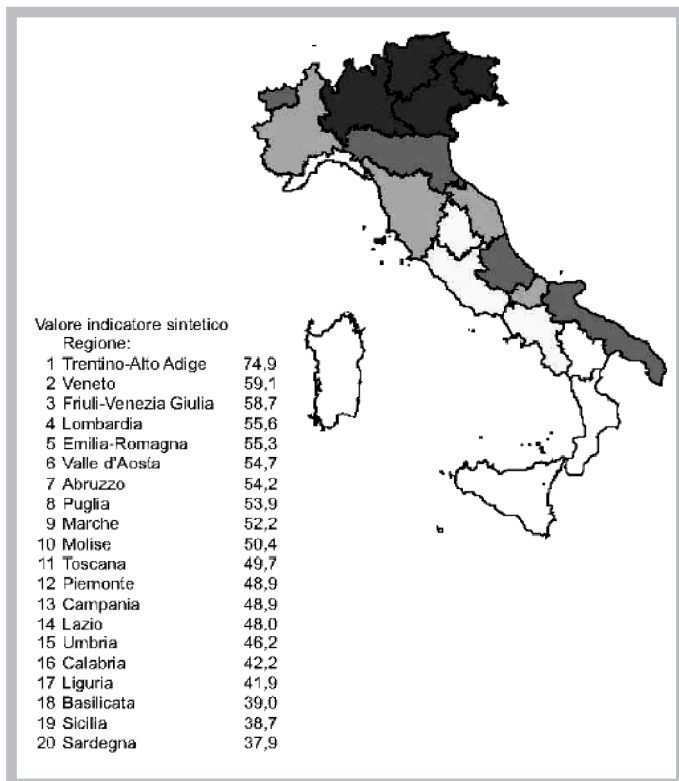 Valore indicatore sintetico
Regione:
1 Trentino-Alto Adige 74,9
2 Veneto 59,1
3 Friuli-Venezia Giulia 58,7
4 Lombardia 55,6
5 Emilia-Romagna 55,3
6 Valle d'Aosta 54,7
7 Abruzzo 54,2
8 Puglia 53,9
9 Marche 52,2
10 Molise 50,4
11 Toscana 49,7
12 Piemonte 48,9
13 Campania 48,9
14 Lazio 48,0
15 Umbria 46,2
16 Calabria 42,2
17 Liguria 41,9
18 Basilicata 39,0
19 Sicilia 38,7
20 Sardegna 37,9